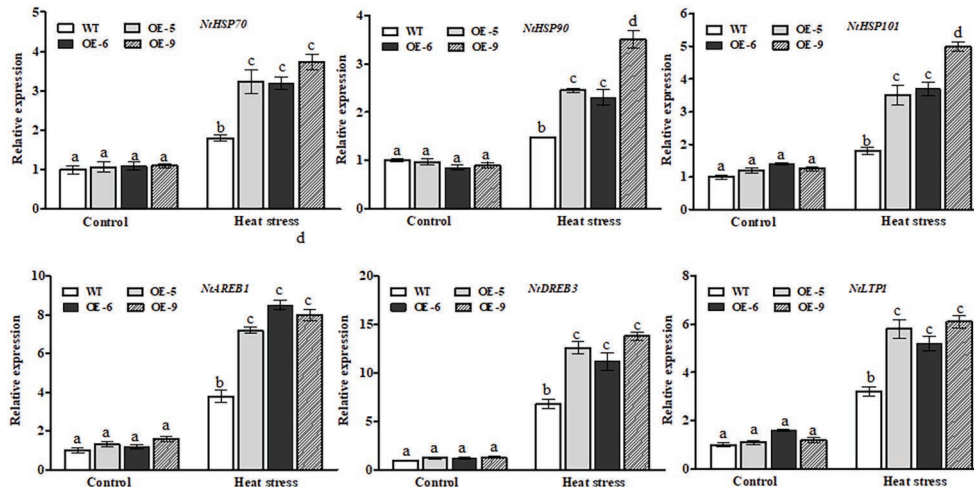 WT OE-5 NtHSP70
OE-6 OE-9
Relative expression
5
4
3
2
1
0
a a a a b c c c
Control Heat stress
d
WT OE-5 NtHSP90
OE-6 OE-9
Relative expression
4
3
2
1
0
a a a a b c c d
Control Heat stress
WT OE-5 NtHSP101
OE-6 OE-9
Relative expression
6
5
4
3
2
1
0
a a a a b c c d
Control Heat stress
WT OE-5 NtAREB1
OE-6 OE-9
Relative expression
10
8
6
4
2
0
a a a a b c c c
Control Heat stress
WT OE-5 NtDREB3
OE-6 OE-9
Relative expression
20
15
10
5
0
a a a a b c c c
Control Heat stress
WT OE-5 NtLTP1
OE-6 OE-9
Relative expression
8
6
4
2
0
a a a a b c c c
Control Heat stress